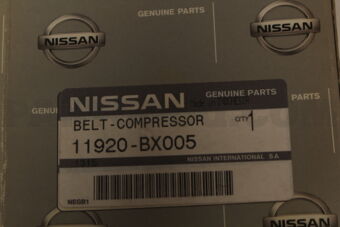 GENUINE PARTS
NISSAN
GENUINE PARTS
NISSAN
NISSAN
GENUINE PARTS
BELT-COMPRESSOR
QTY 1
11920-BX005
NISSAN INTERNATIONAL SA
NEGB1
NISSAN
NISSAN